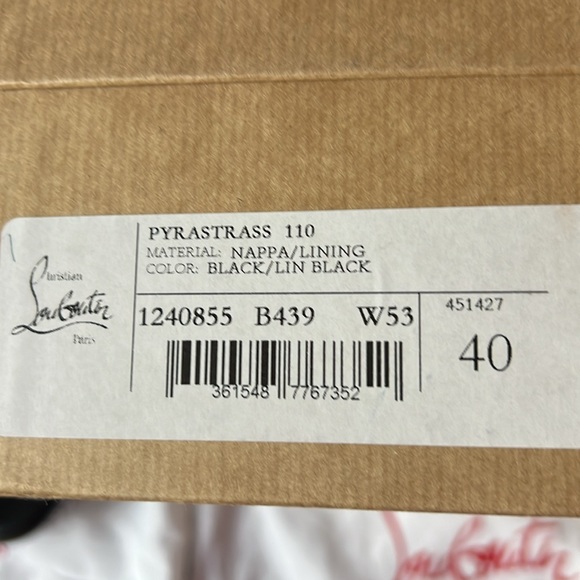 PYRASTRASS 110
MATERIAL: NAPPA/LINING
COLOR: BLACK/LIN BLACK
Christian
Louboutin
Paris
1240855 B439 W53
451427
40
361548 7767352
Louboutin